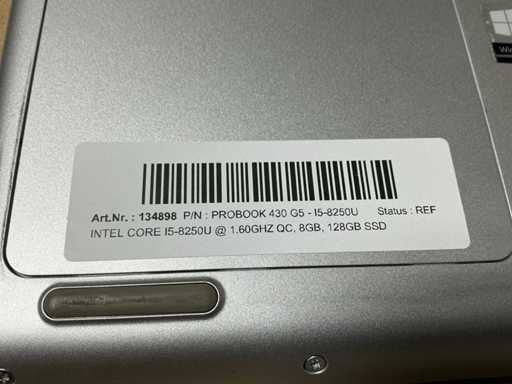 Win
Art.Nr. : 134898 P/N : PROBOOK 430 G5 - I5-8250U Status : REF
INTEL CORE I5-8250U @ 1.60GHZ QC, 8GB, 128GB SSD